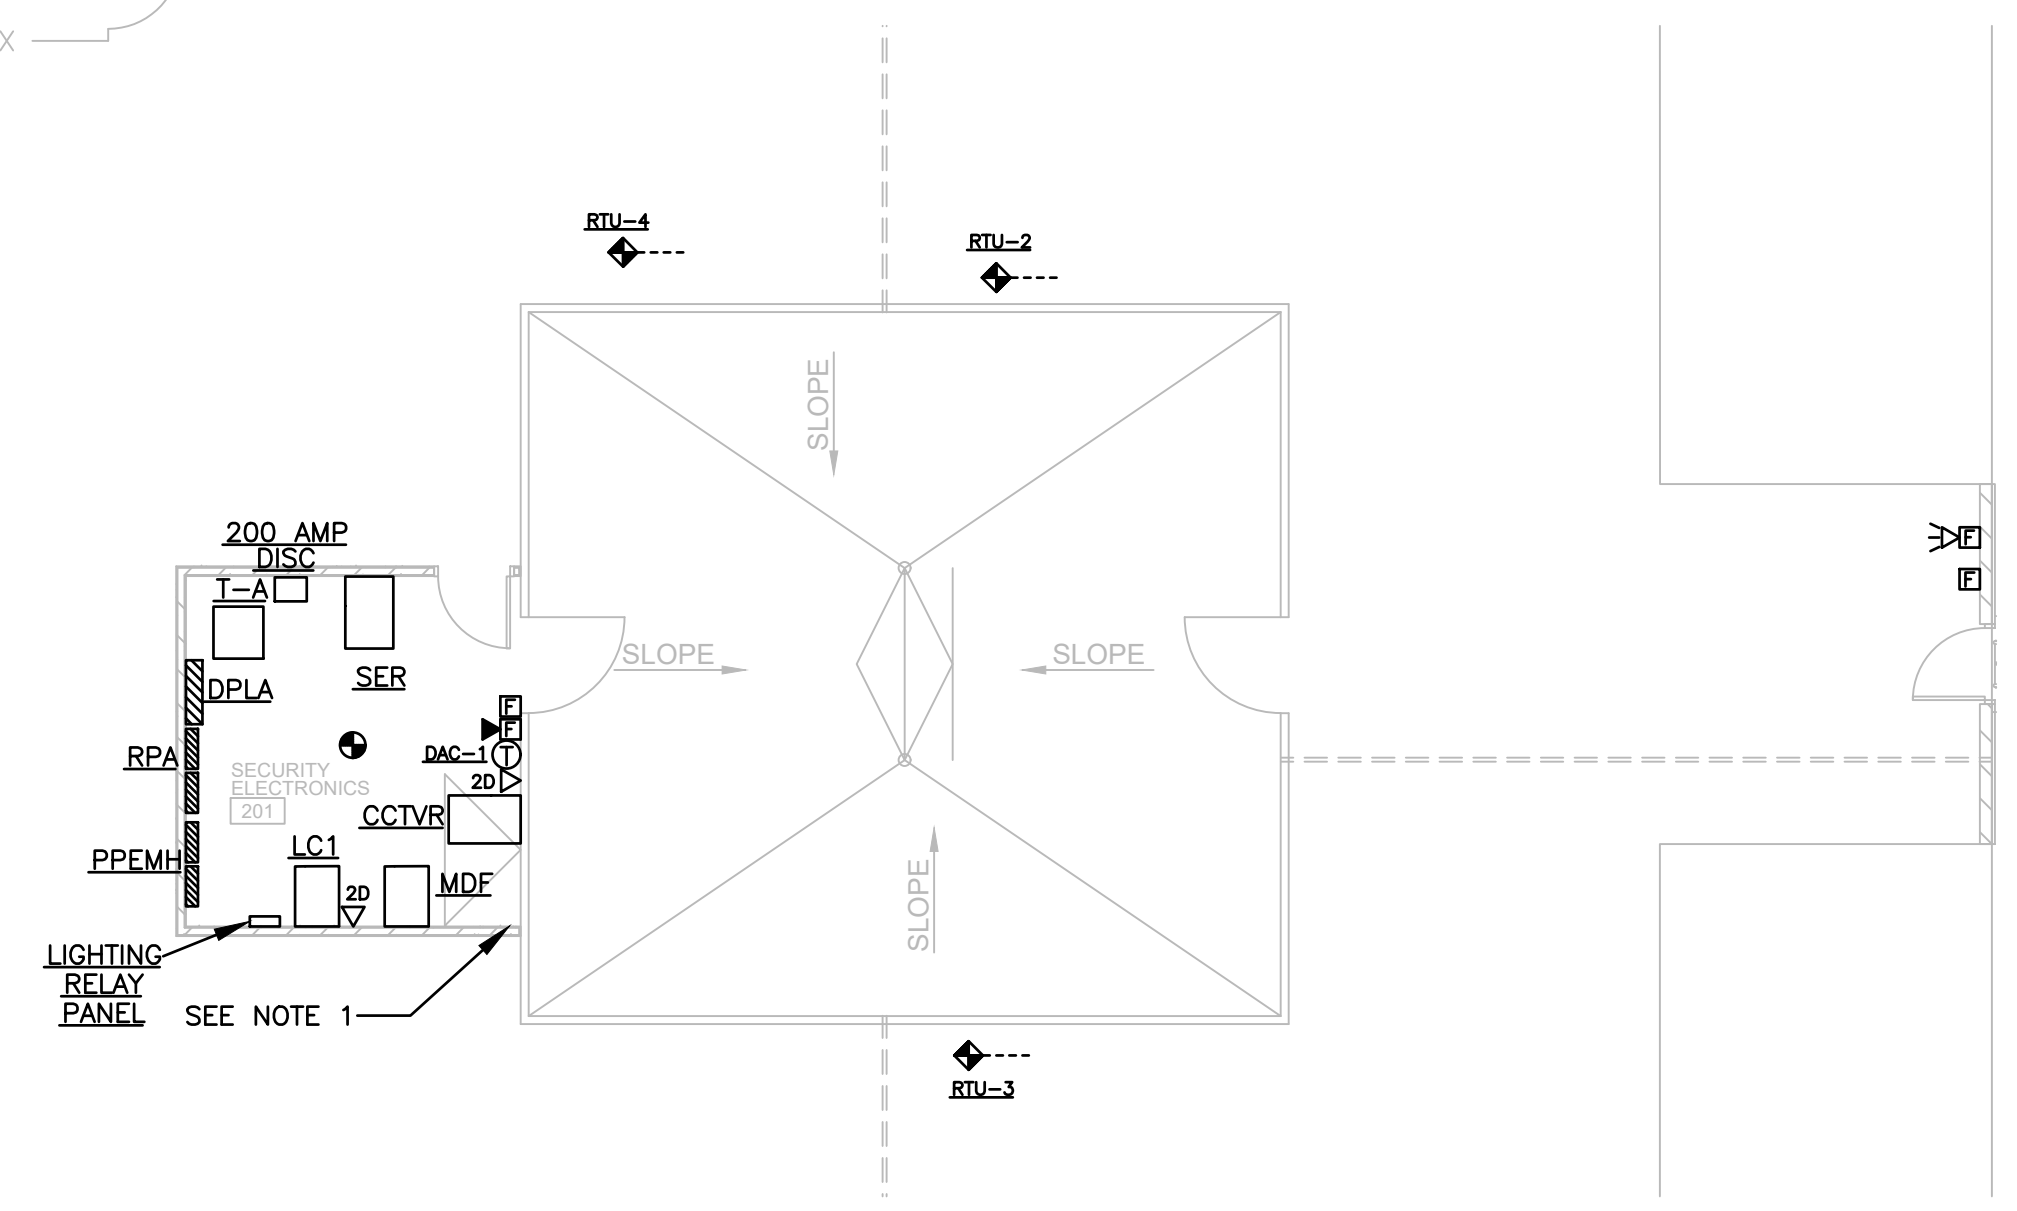 X
RTU-4
RTU-2
SLOPE
200 AMP
DISC
T-A
F
F
SLOPE
SLOPE
SER
DPLA
F
F
RPA
DAC-1
T
SECURITY
ELECTRONICS
201
2D
CCTVR
LC1
PPEMH
2D
MDF
SLOPE
LIGHTING
RELAY
PANEL
SEE NOTE 1
RTU-3